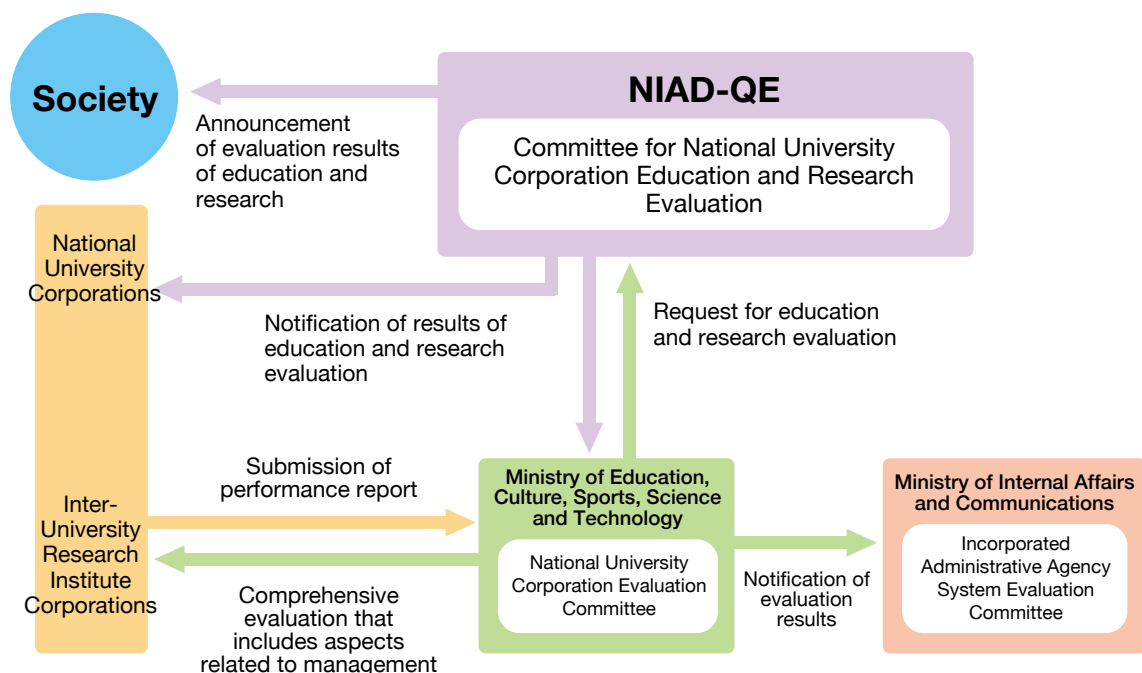 Society
NIAD-QE
Committee for National University
Corporation Education and Research
Evaluation
Announcement
of evaluation results
of education and
research
National
University
Corporations
Notification of results of
education and research
evaluation
Request for education
and research evaluation
Submission of
performance report
Inter-
University
Research
Institute
Corporations
Comprehensive
evaluation that
includes aspects
related to management
Ministry of Education,
Culture, Sports, Science
and Technology
National University
Corporation Evaluation
Committee
Notification of
evaluation
results
Ministry of Internal Affairs
and Communications
Incorporated
Administrative Agency
System Evaluation
Committee